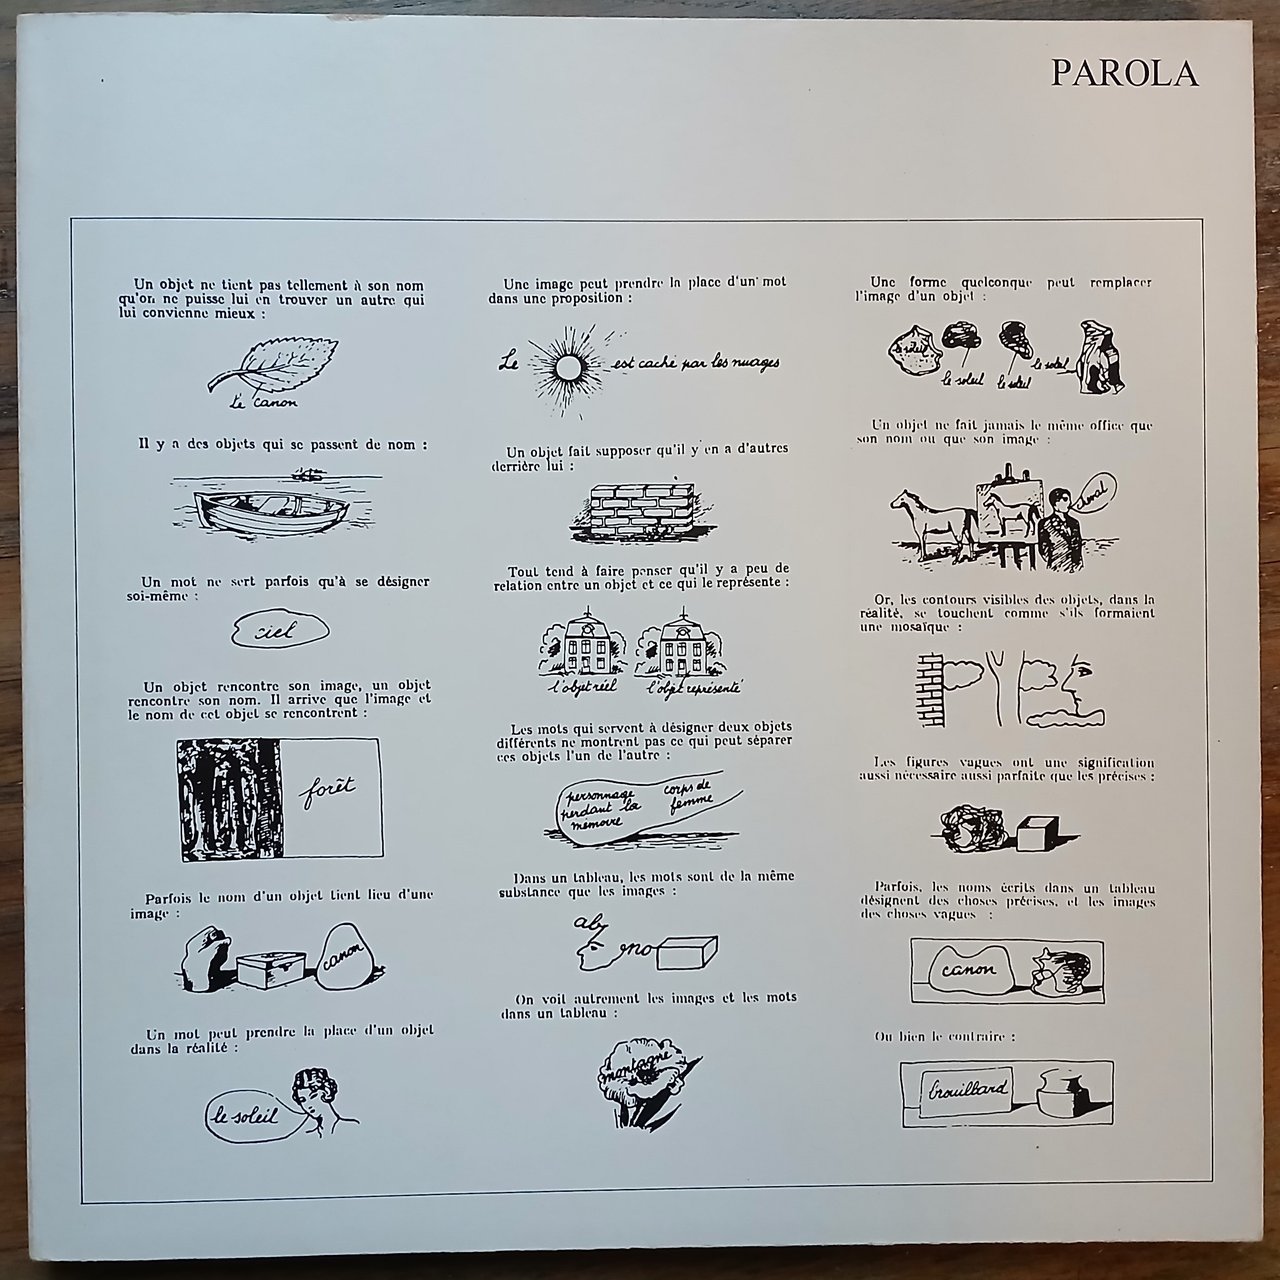 PAROLA
Un objet ne tient pas tellement à son nom
qu'on ne puisse lui en trouver un autre qui
lui convienne mieux :
Le canon
Il y a des objets qui se passent de nom :
Un mot ne sert parfois qu'à se désigner
soi-même :
ciel
Un objet rencontre son image, un objet
rencontre son nom. Il arrive que l'image et
le nom de cet objet se rencontrent :
forêt
Parfois le nom d'un objet tient lieu d'une
image :
canon
Un mot peut prendre la place d'un objet
dans la réalité :
le soleil
Une image peut prendre la place d'un mot
dans une proposition :
Le est caché par les nuages
Un objet fait supposer qu'il y en a d'autres
derrière lui :
Tout tend à faire penser qu'il y a peu de
relation entre un objet et ce qui le représente :
l'objet réel l'objet représenté
Les mots qui servent à désigner deux objets
différents ne montrent pas ce qui peut séparer
ces objets l'un de l'autre :
personnage
perdant la
mémoire
corps de
femme
Dans un tableau, les mots sont de la même
substance que les images :
On voit autrement les images et les mots
dans un tableau :
montagne
Une forme quelconque peut remplacer
l'image d'un objet :
le soleil
le soleil
le soleil
le soleil
Un objet ne fait jamais le même office que
son nom ou que son image :
cheval
Or, les contours visibles des objets, dans la
réalité, se touchent comme s'ils formaient
une mosaïque :
Les figures vagues ont une signification
aussi nécessaire aussi parfaite que les précises :
Parfois, les noms écrits dans un tableau
désignent des choses précises, et les images
des choses vagues :
canon
Ou bien le contraire :
brouillard